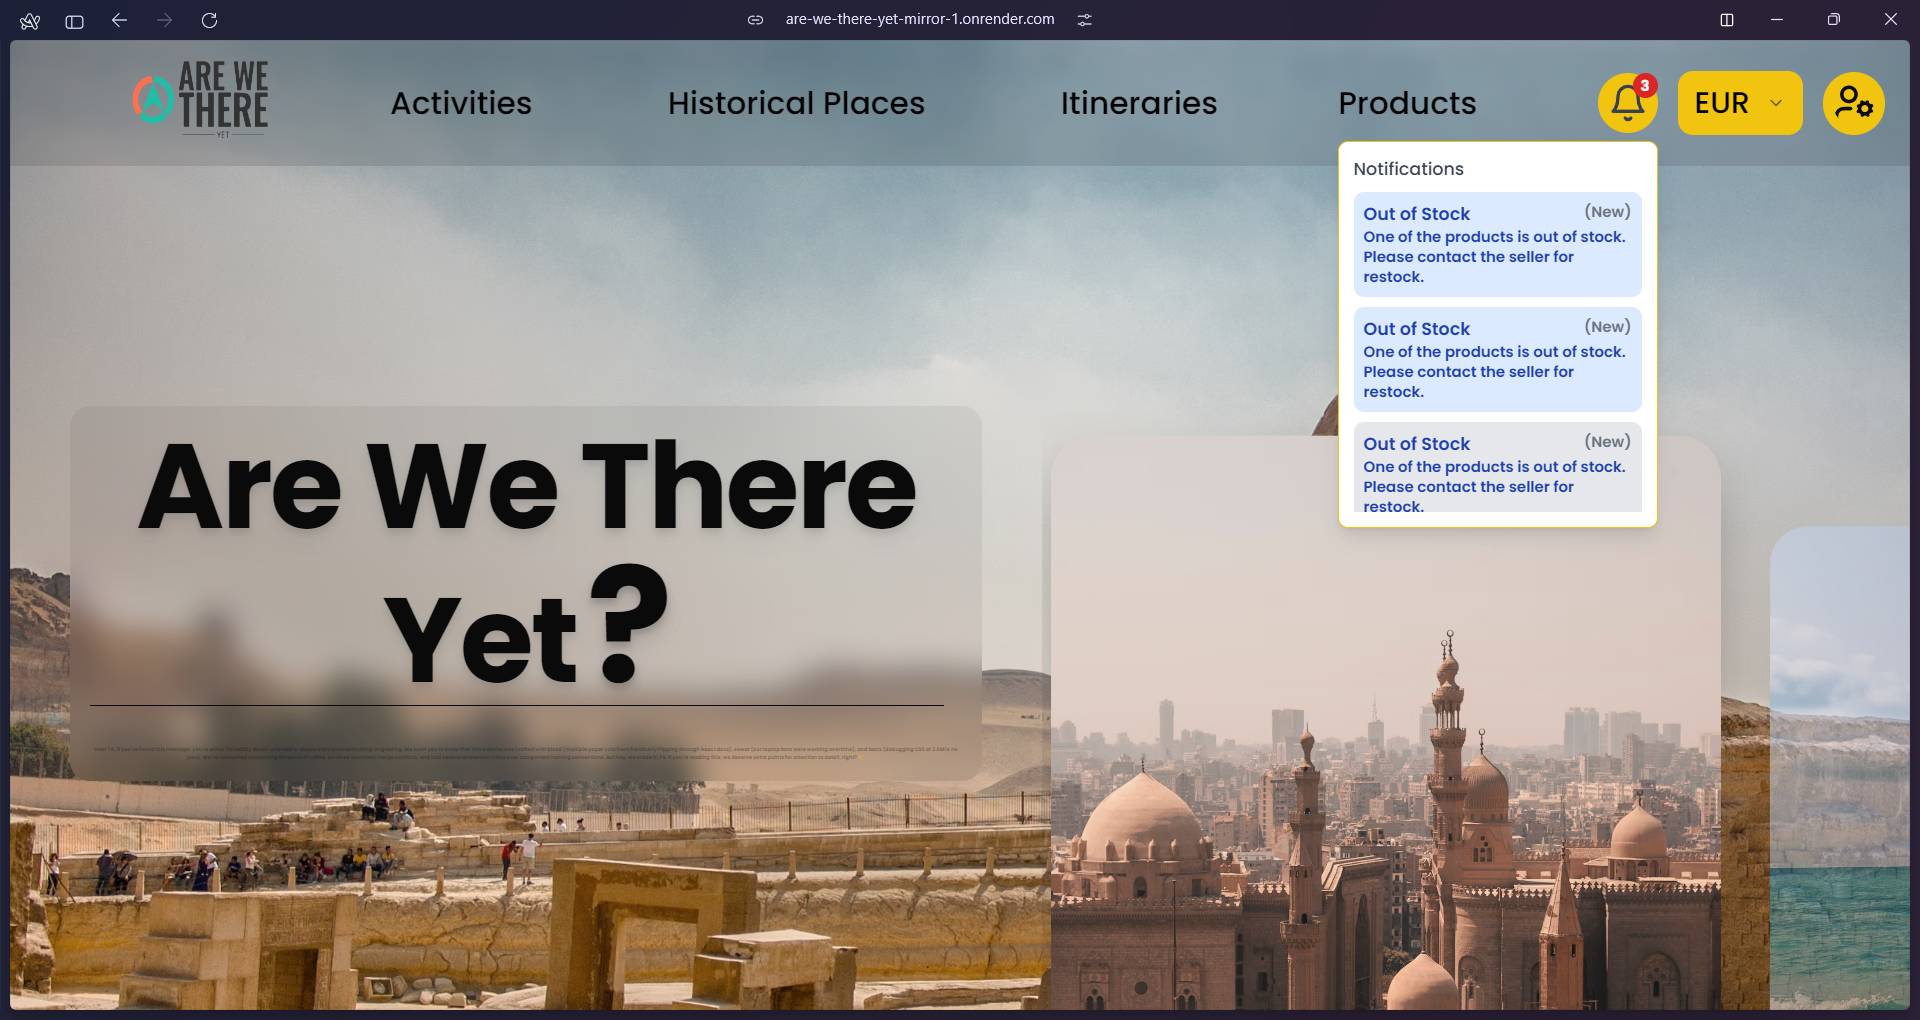 are-we-there-yet-mirror-1.onrender.com
ARE WE
THERE
YET
Activities
Historical Places
Itineraries
Products
3
EUR
Notifications
Out of Stock
(New)
One of the products is out of stock.
Please contact the seller for
restock.
Out of Stock
(New)
One of the products is out of stock.
Please contact the seller for
restock.
Out of Stock
(New)
One of the products is out of stock.
Please contact the seller for
restock.
Are We There
Yet?